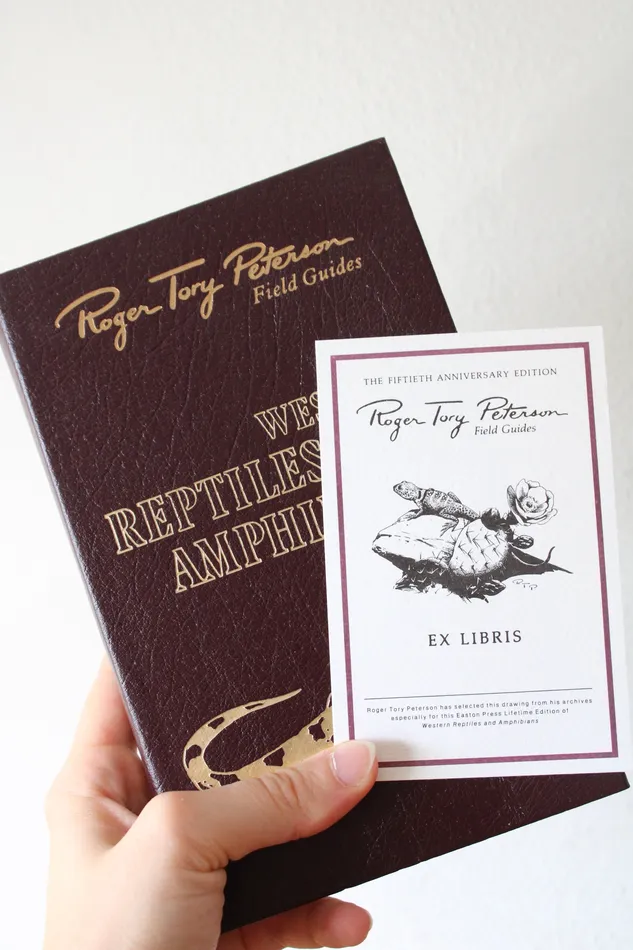 Roger Tory Peterson
Field Guides
WES
REPTILES
AMPHI
THE FIFTIETH ANNIVERSARY EDITION
Roger Tory Peterson
Field Guides
RTP
EX LIBRIS
Roger Tory Peterson has selected this drawing from his archives
especially for this Easton Press Lifetime Edition of
Western Reptiles and Amphibians